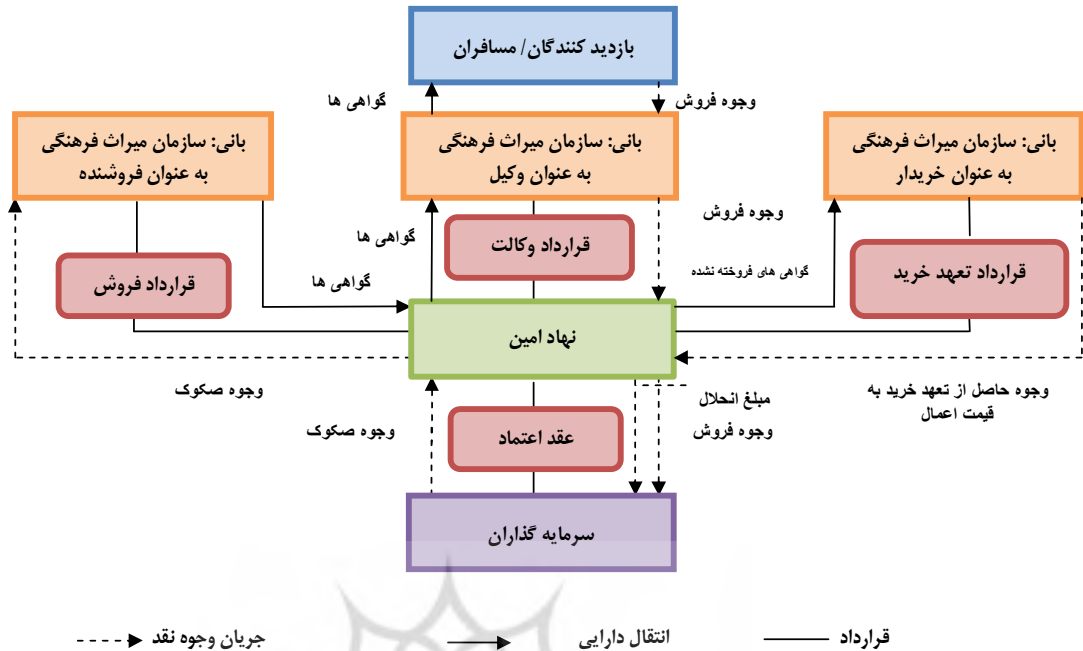 بازدید کنندگان/ مسافران
گواهی ها
وجوه فروش
بانی: سازمان میراث فرهنگی
به عنوان خریدار
بانی: سازمان میراث فرهنگی
به عنوان وکیل
بانی: سازمان میراث فرهنگی
به عنوان فروشنده
وجوه فروش
گواهی ها
قرارداد وکالت
قرارداد تعهد خرید
گواهی های فروخته نشده
قرارداد فروش
گواهی ها
نهاد امین
وجوه حاصل از تعهد خرید به
قیمت اعمال
مبلغ انحلال
وجوه فروش
وجوه صکوک
وجوه صکوک
عقد اعتماد
سرمایه گذاران
قرارداد
انتقال دارایی
جریان وجوه نقد